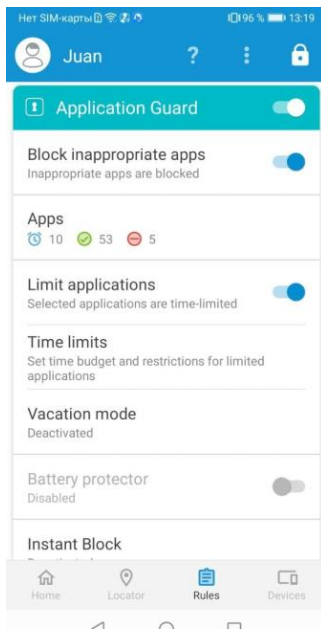 Нет SIM-карты 96 % 13:19
Juan ?
Application Guard
Block inappropriate apps
Inappropriate apps are blocked
Apps
10 53 5
Limit applications
Selected applications are time-limited
Time limits
Set time budget and restrictions for limited
applications
Vacation mode
Deactivated
Battery protector
Disabled
Instant Block
Home Locator Rules Devices